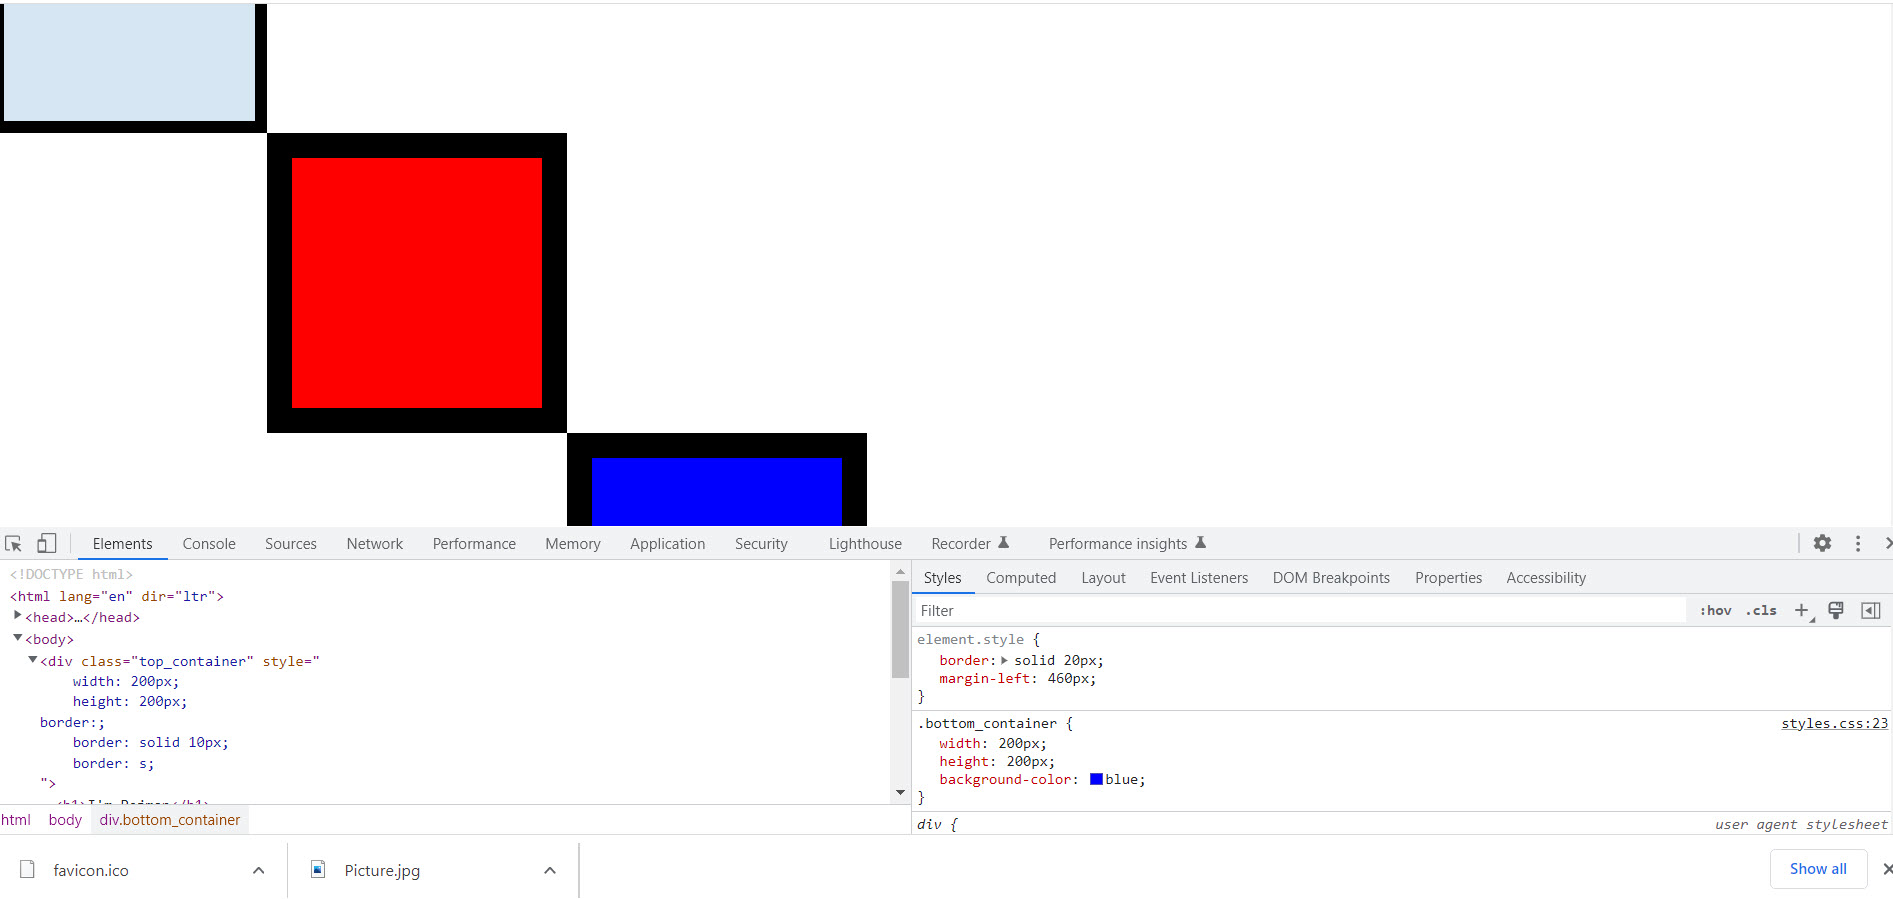 Elements Console Sources Network Performance Memory Application Security Lighthouse Recorder Performance insights
<!DOCTYPE html>
<html lang="en" dir="ltr">
<head>…</head>
<body>
<div class="top_container" style="
width: 200px;
height: 200px;
border:;
border: solid 10px;
border: s;
">
html body div.bottom_container
Styles Computed Layout Event Listeners DOM Breakpoints Properties Accessibility
Filter :hov .cls
element.style {
border: solid 20px;
margin-left: 460px;
}
.bottom_container { styles.css:23
width: 200px;
height: 200px;
background-color: blue;
}
div { user agent stylesheet
favicon.ico Picture.jpg Show all